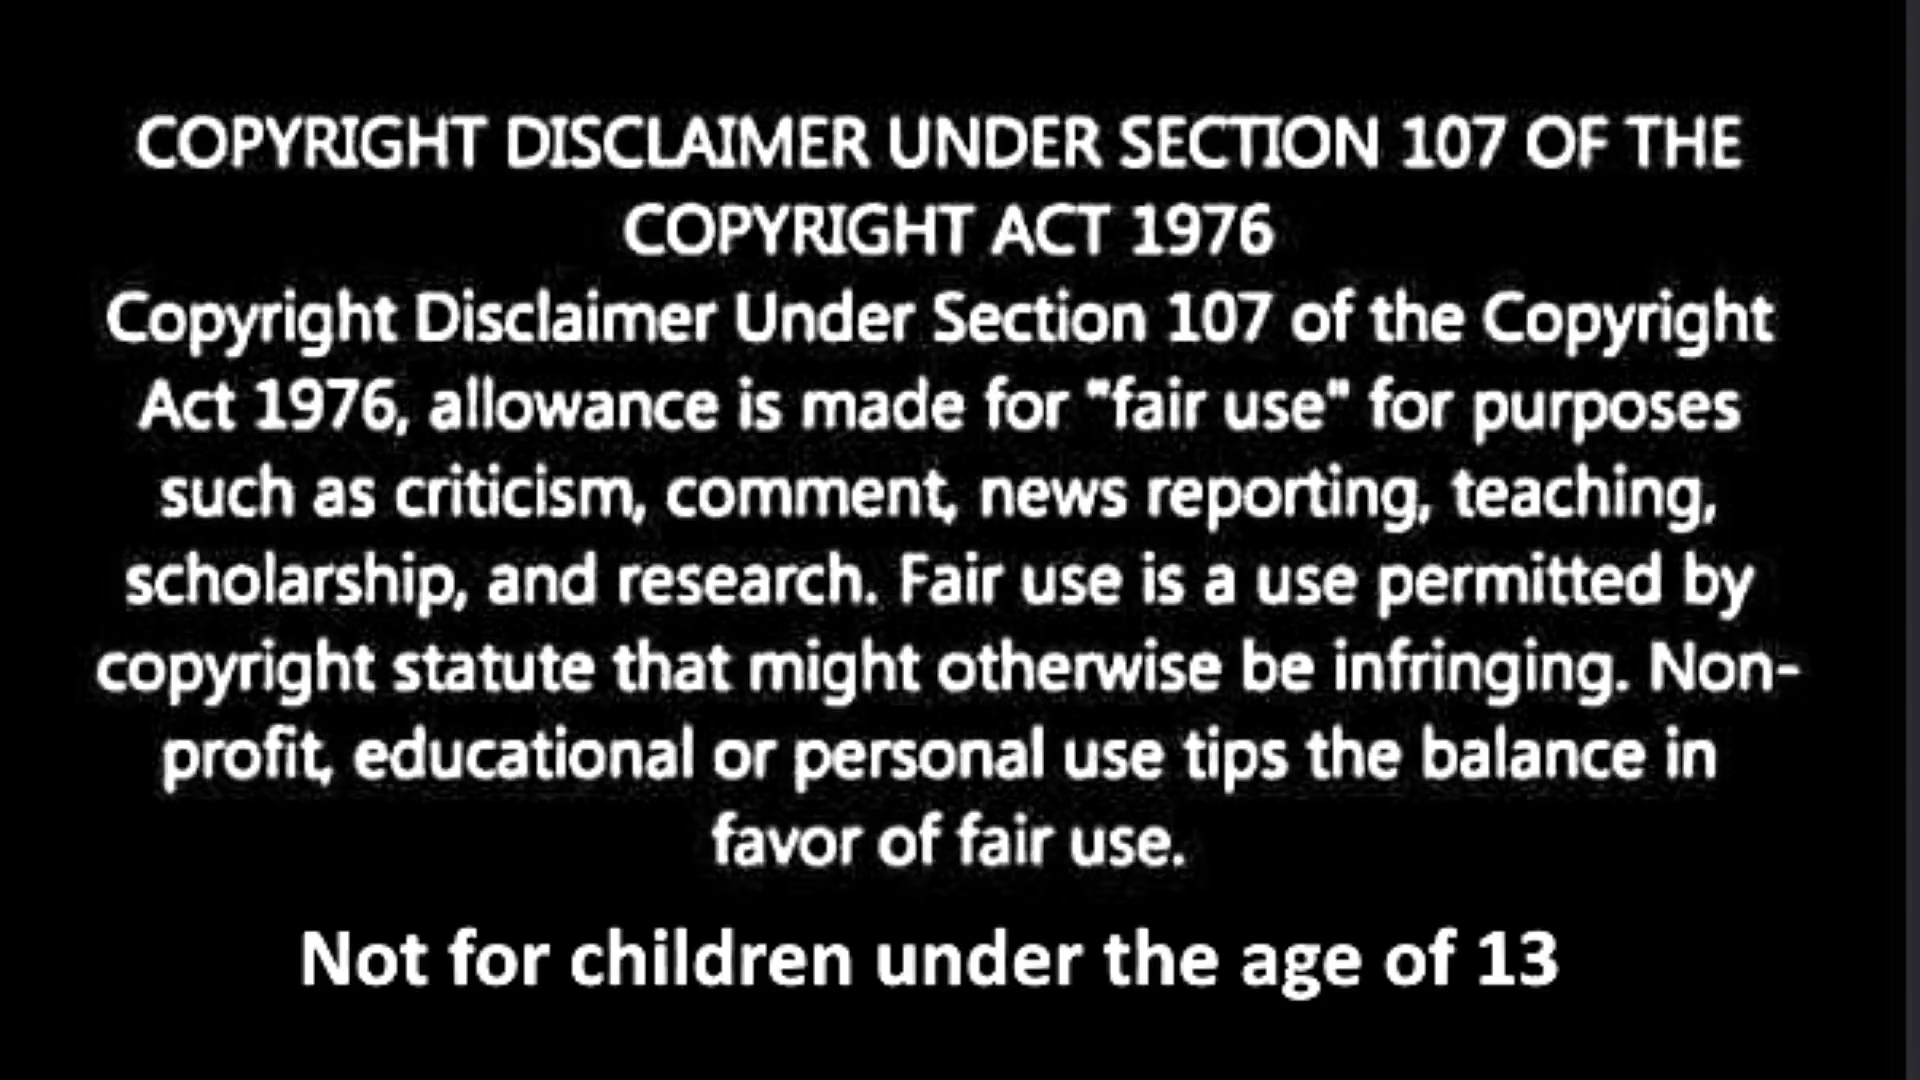 COPYRIGHT DISCLAIMER UNDER SECTION 107 OF THE
COPYRIGHT ACT 1976
Copyright Disclaimer Under Section 107 of the Copyright
Act 1976, allowance is made for "fair use" for purposes
such as criticism, comment, news reporting, teaching,
scholarship, and research. Fair use is a use permitted by
copyright statute that might otherwise be infringing. Non-
profit, educational or personal use tips the balance in
favor of fair use.
Not for children under the age of 13